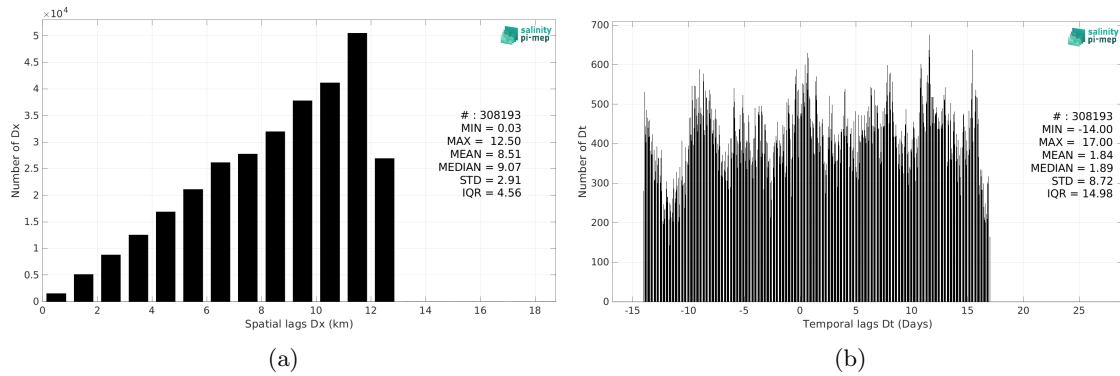 ×10⁴
5
4.5
4
3.5
3
2.5
2
1.5
1
0.5
0
Number of Dx
0 2 4 6 8 10 12 14 16 18
Spatial lags Dx (km)
salinity
pi-mep
# : 308193
MIN = 0.03
MAX = 12.50
MEAN = 8.51
MEDIAN = 9.07
STD = 2.91
IQR = 4.56
(a)
700
600
500
400
300
200
100
0
Number of Dt
-15 -10 -5 0 5 10 15 20 25
Temporal lags Dt (Days)
salinity
pi-mep
# : 308193
MIN = -14.00
MAX = 17.00
MEAN = 1.84
MEDIAN = 1.89
STD = 8.72
IQR = 14.98
(b)